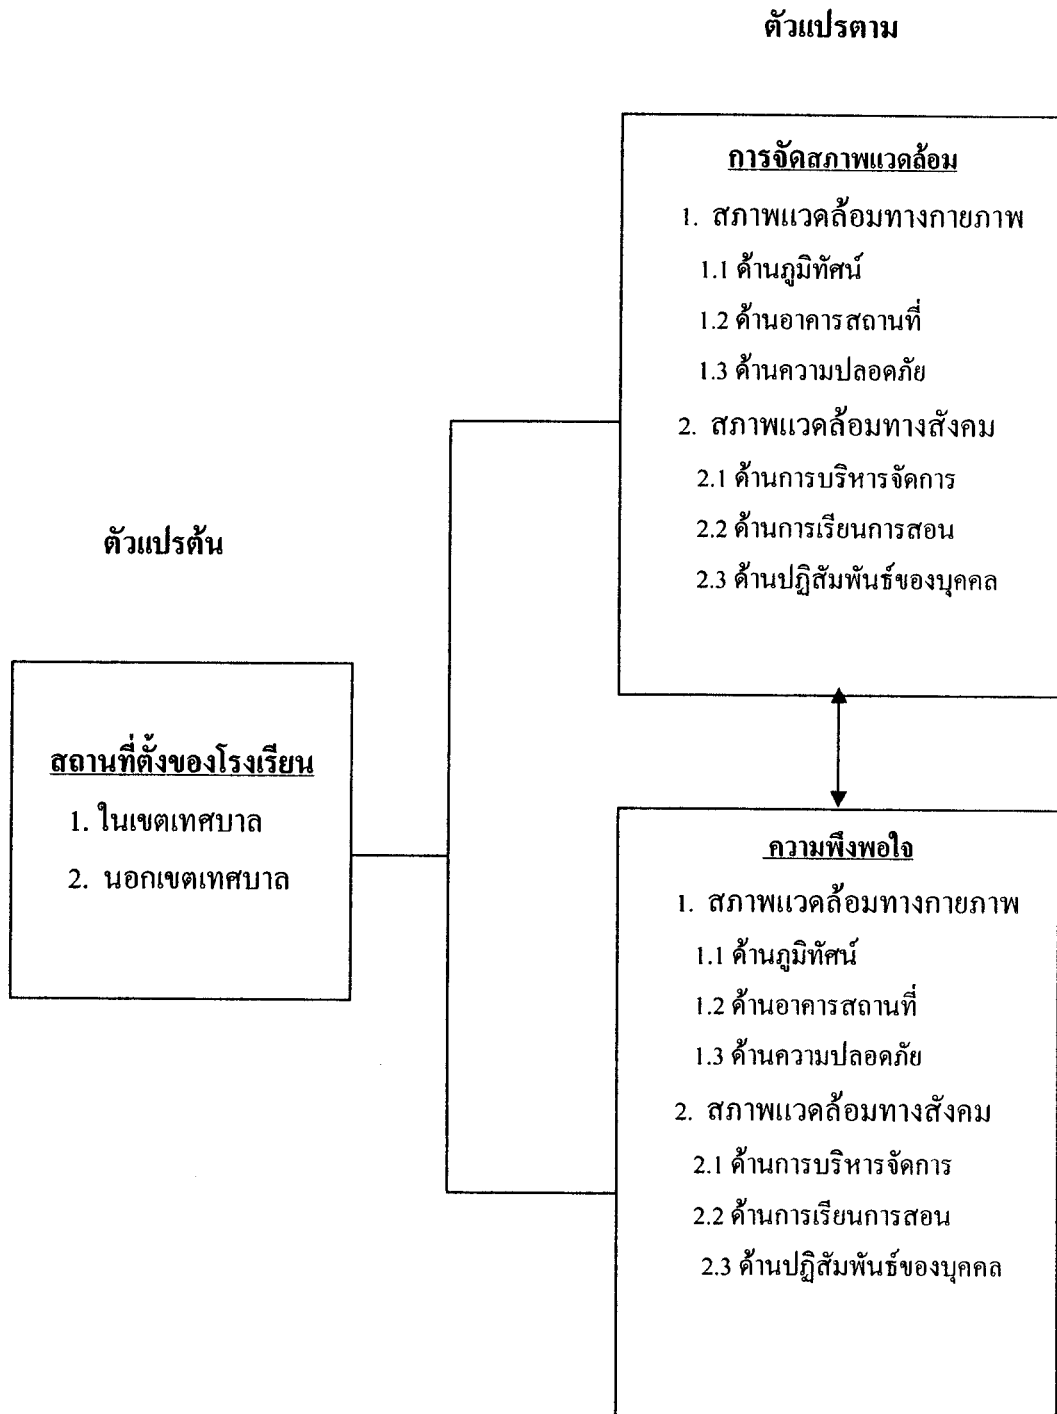 ตัวแปรตาม
การจัดสภาพแวดล้อม
1. สภาพแวดล้อมทางกายภาพ
1.1 ด้านภูมิทัศน์
1.2 ด้านอาคารสถานที่
1.3 ด้านความปลอดภัย
2. สภาพแวดล้อมทางสังคม
2.1 ด้านการบริหารจัดการ
2.2 ด้านการเรียนการสอน
2.3 ด้านปฏิสัมพันธ์ของบุคคล
ตัวแปรต้น
สถานที่ตั้งของโรงเรียน
1. ในเขตเทศบาล
2. นอกเขตเทศบาล
ความพึงพอใจ
1. สภาพแวดล้อมทางกายภาพ
1.1 ด้านภูมิทัศน์
1.2 ด้านอาคารสถานที่
1.3 ด้านความปลอดภัย
2. สภาพแวดล้อมทางสังคม
2.1 ด้านการบริหารจัดการ
2.2 ด้านการเรียนการสอน
2.3 ด้านปฏิสัมพันธ์ของบุคคล